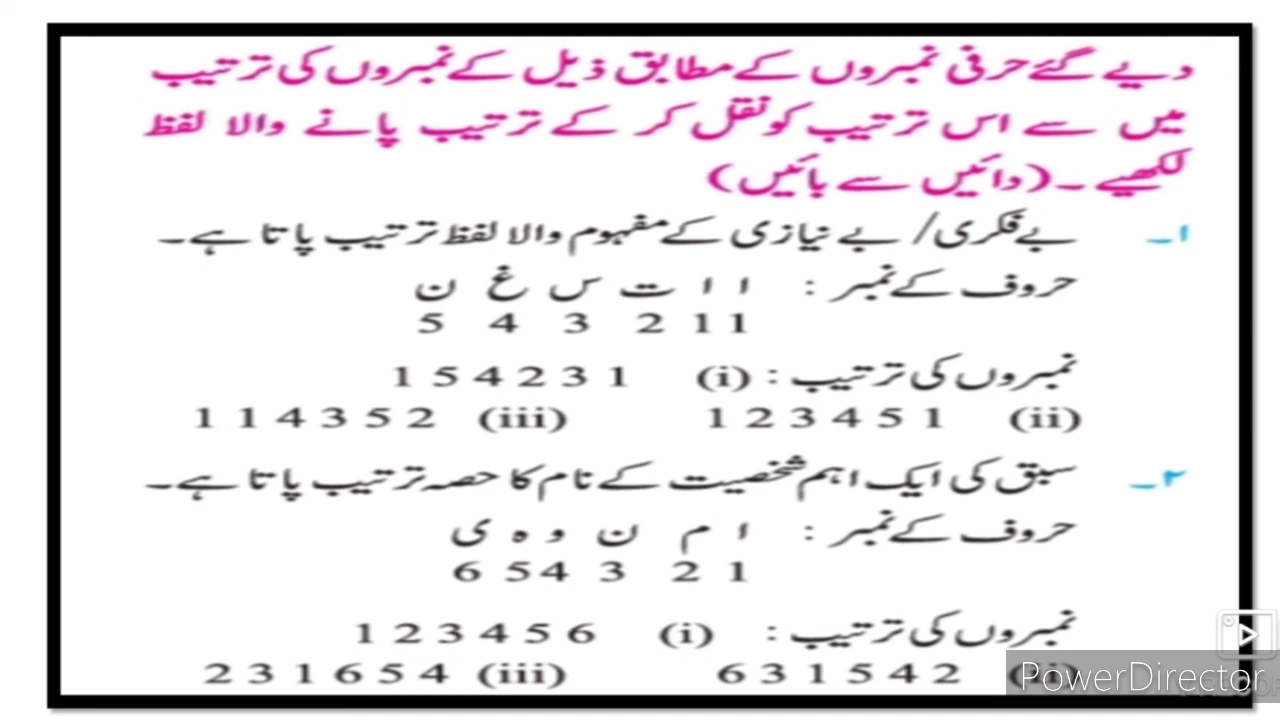 دیے گئے حرفی نمبروں کے مطابق ذیل کے نمبروں کی ترتیب
میں سے اس ترتیب کو نقل کر کے ترتیب پانے والا لفظ
لکھیے۔ (دائیں سے بائیں)
۱۔ بے فکری/ بے نیازی کے مفہوم والا لفظ ترتیب پاتا ہے۔
حروف کے نمبر : ا ا ت س غ ن
5 4 3 2 1 1
نمبروں کی ترتیب : (i) 1 5 4 2 3 1
(ii) 1 2 3 4 5 1 (iii) 1 1 4 3 5 2
۲۔ سبق کی ایک اہم شخصیت کے نام کا حصہ ترتیب پاتا ہے۔
حروف کے نمبر : ا م ن و ہ ی
6 5 4 3 2 1
نمبروں کی ترتیب : (i) 1 2 3 4 5 6
(ii) 6 3 1 5 4 2 (iii) 2 3 1 6 5 4
PowerDirector